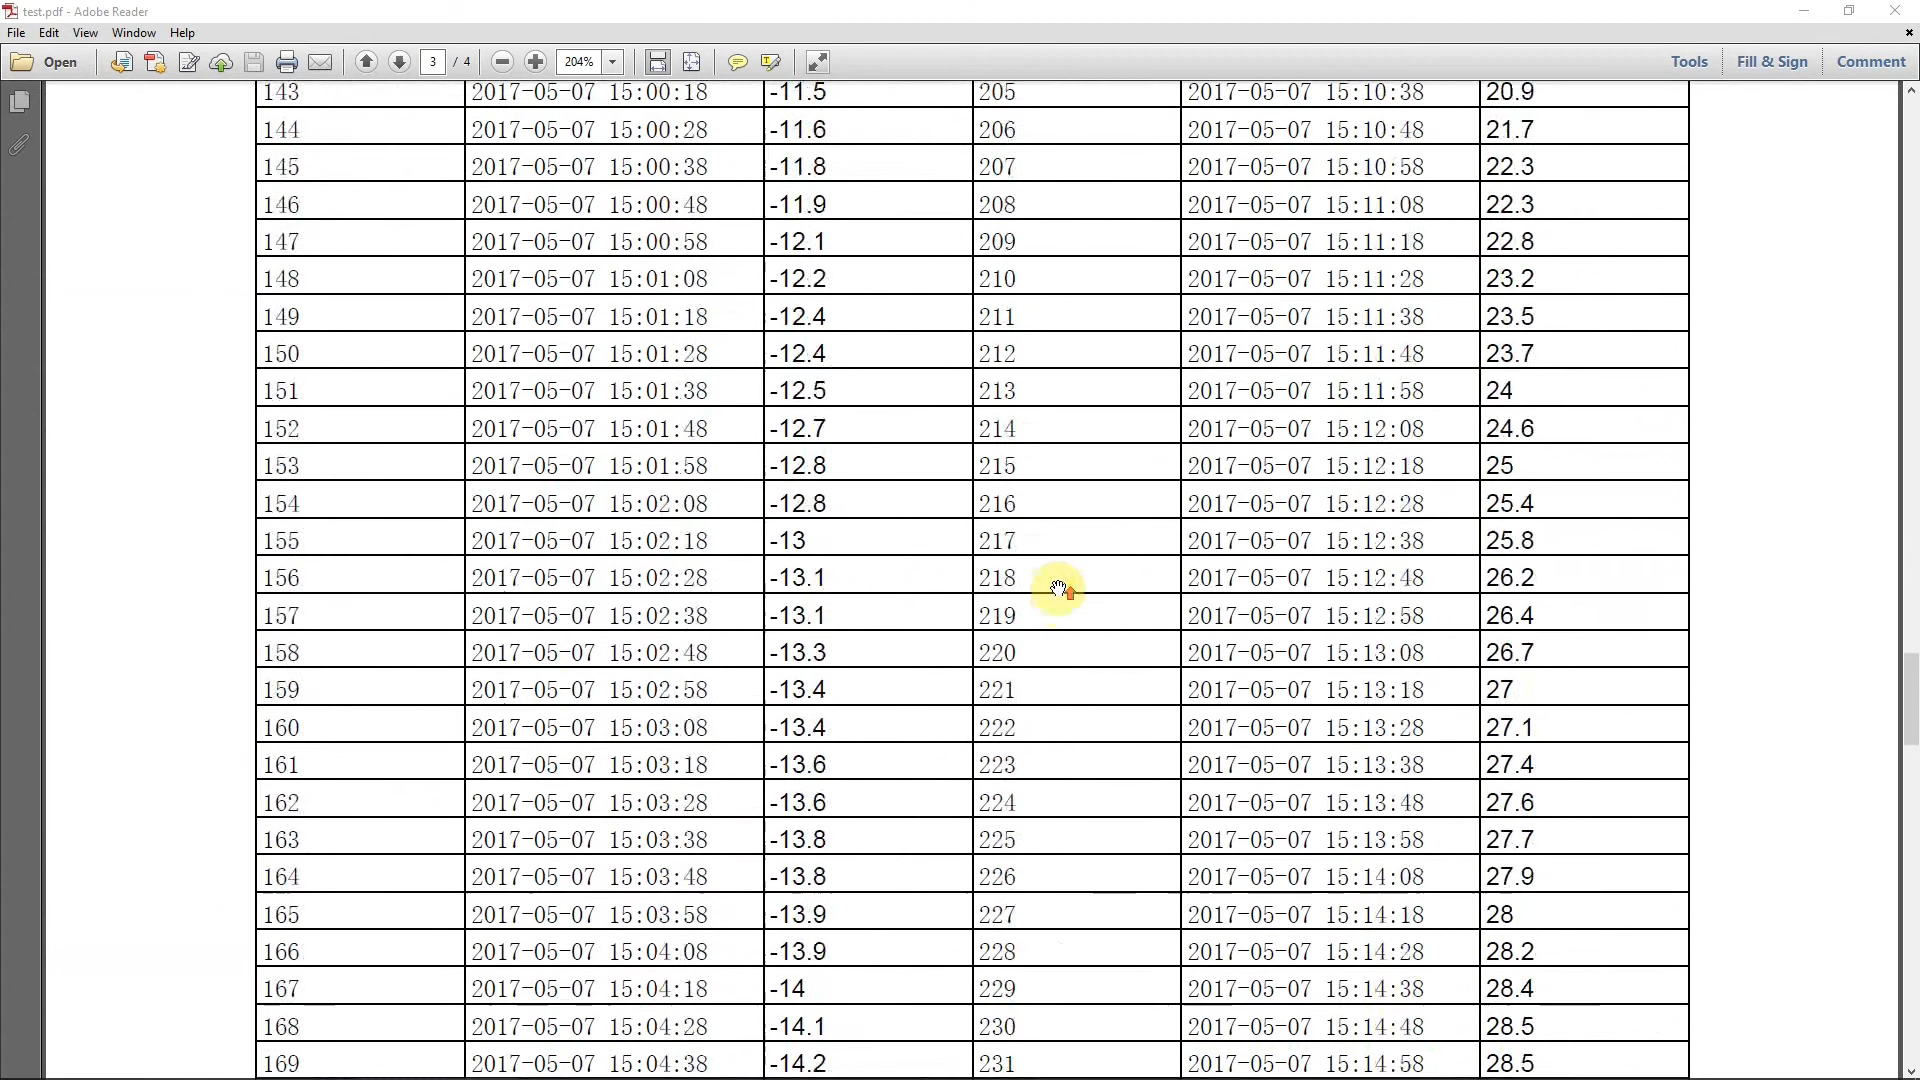 test.pdf - Adobe Reader
File Edit View Window Help
Open 3 / 4 204% Tools Fill & Sign Comment
143 2017-05-07 15:00:18 -11.5 205 2017-05-07 15:10:38 20.9
144 2017-05-07 15:00:28 -11.6 206 2017-05-07 15:10:48 21.7
145 2017-05-07 15:00:38 -11.8 207 2017-05-07 15:10:58 22.3
146 2017-05-07 15:00:48 -11.9 208 2017-05-07 15:11:08 22.3
147 2017-05-07 15:00:58 -12.1 209 2017-05-07 15:11:18 22.8
148 2017-05-07 15:01:08 -12.2 210 2017-05-07 15:11:28 23.2
149 2017-05-07 15:01:18 -12.4 211 2017-05-07 15:11:38 23.5
150 2017-05-07 15:01:28 -12.4 212 2017-05-07 15:11:48 23.7
151 2017-05-07 15:01:38 -12.5 213 2017-05-07 15:11:58 24
152 2017-05-07 15:01:48 -12.7 214 2017-05-07 15:12:08 24.6
153 2017-05-07 15:01:58 -12.8 215 2017-05-07 15:12:18 25
154 2017-05-07 15:02:08 -12.8 216 2017-05-07 15:12:28 25.4
155 2017-05-07 15:02:18 -13 217 2017-05-07 15:12:38 25.8
156 2017-05-07 15:02:28 -13.1 218 2017-05-07 15:12:48 26.2
157 2017-05-07 15:02:38 -13.1 219 2017-05-07 15:12:58 26.4
158 2017-05-07 15:02:48 -13.3 220 2017-05-07 15:13:08 26.7
159 2017-05-07 15:02:58 -13.4 221 2017-05-07 15:13:18 27
160 2017-05-07 15:03:08 -13.4 222 2017-05-07 15:13:28 27.1
161 2017-05-07 15:03:18 -13.6 223 2017-05-07 15:13:38 27.4
162 2017-05-07 15:03:28 -13.6 224 2017-05-07 15:13:48 27.6
163 2017-05-07 15:03:38 -13.8 225 2017-05-07 15:13:58 27.7
164 2017-05-07 15:03:48 -13.8 226 2017-05-07 15:14:08 27.9
165 2017-05-07 15:03:58 -13.9 227 2017-05-07 15:14:18 28
166 2017-05-07 15:04:08 -13.9 228 2017-05-07 15:14:28 28.2
167 2017-05-07 15:04:18 -14 229 2017-05-07 15:14:38 28.4
168 2017-05-07 15:04:28 -14.1 230 2017-05-07 15:14:48 28.5
169 2017-05-07 15:04:38 -14.2 231 2017-05-07 15:14:58 28.5